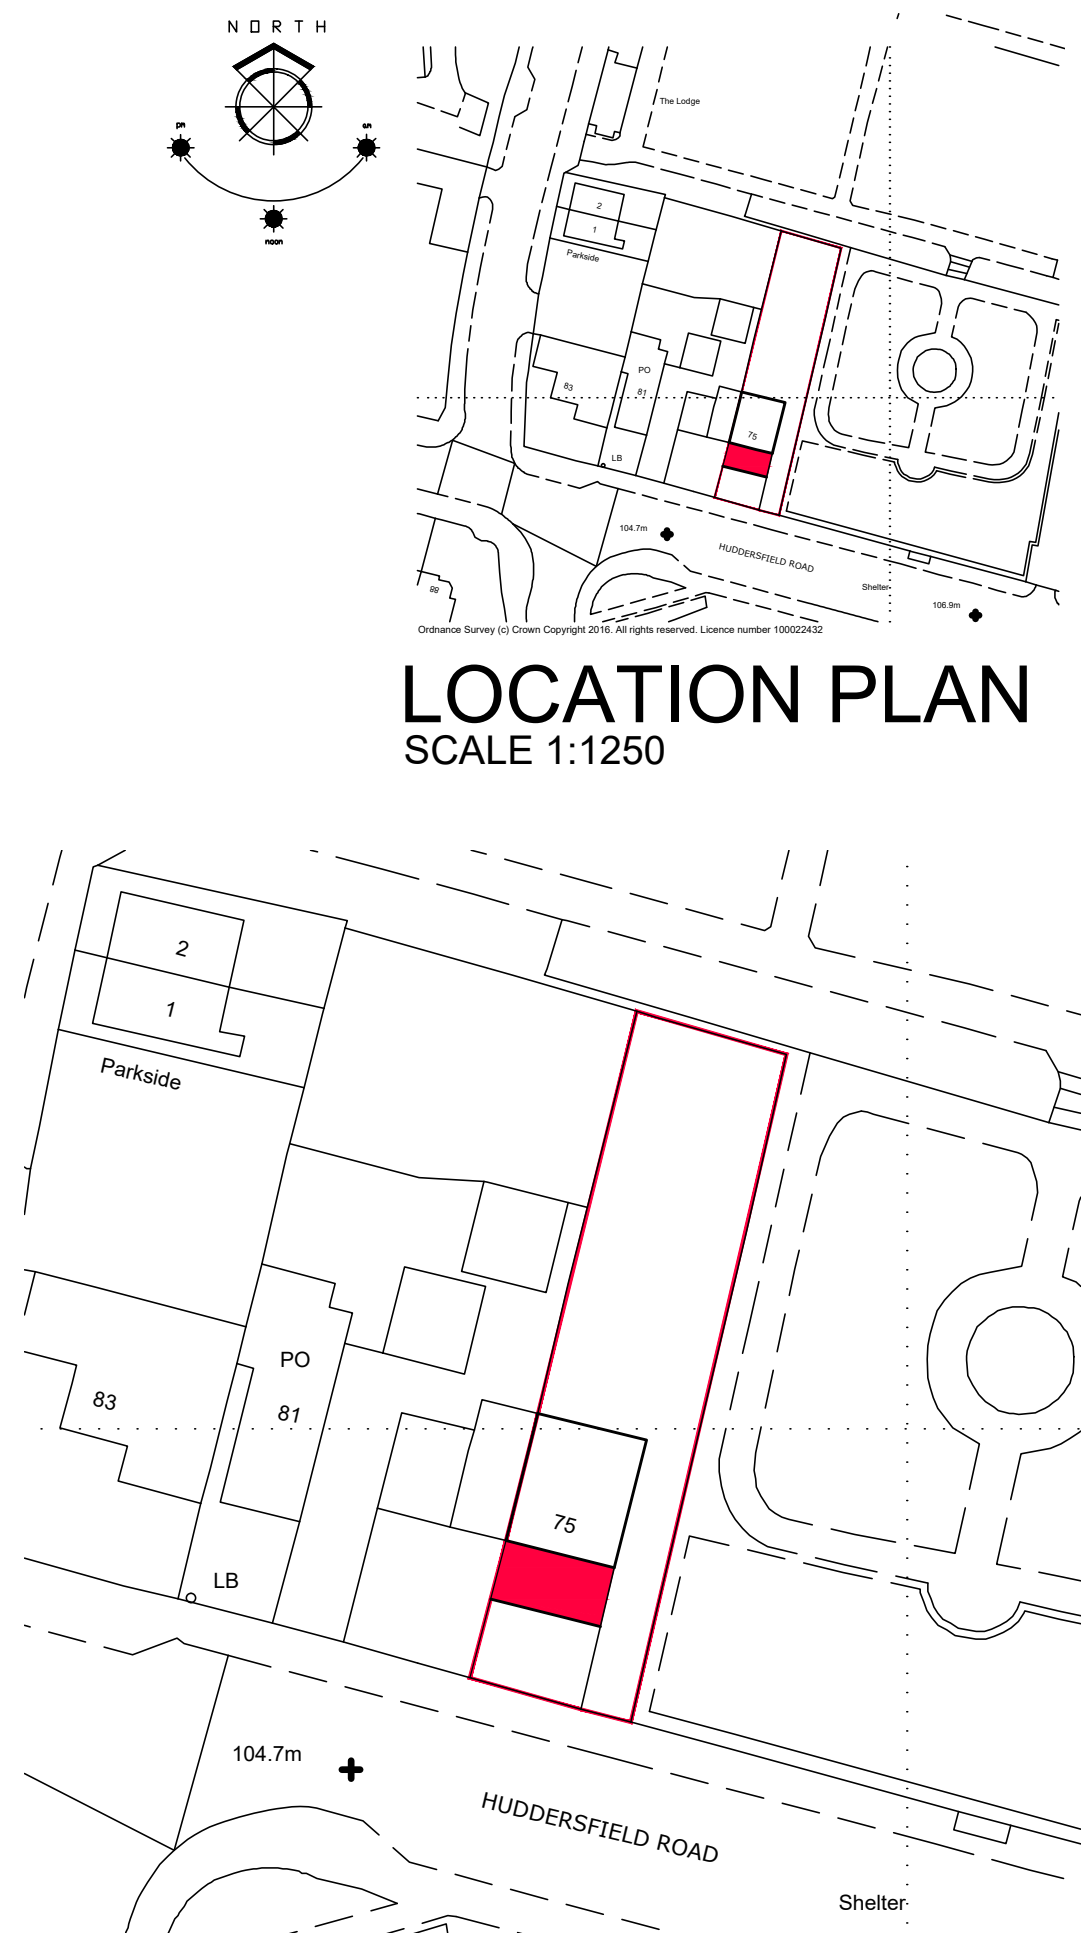 NORTH
pm
am
noon
The Lodge
2
1
Parkside
PO
83
81
75
LB
104.7m
HUDDERSFIELD ROAD
Shelter
88
106.9m
Ordnance Survey (c) Crown Copyright 2016. All rights reserved. Licence number 100022432
LOCATION PLAN
SCALE 1:1250
2
1
Parkside
PO
83
81
75
LB
104.7m
HUDDERSFIELD ROAD
Shelter